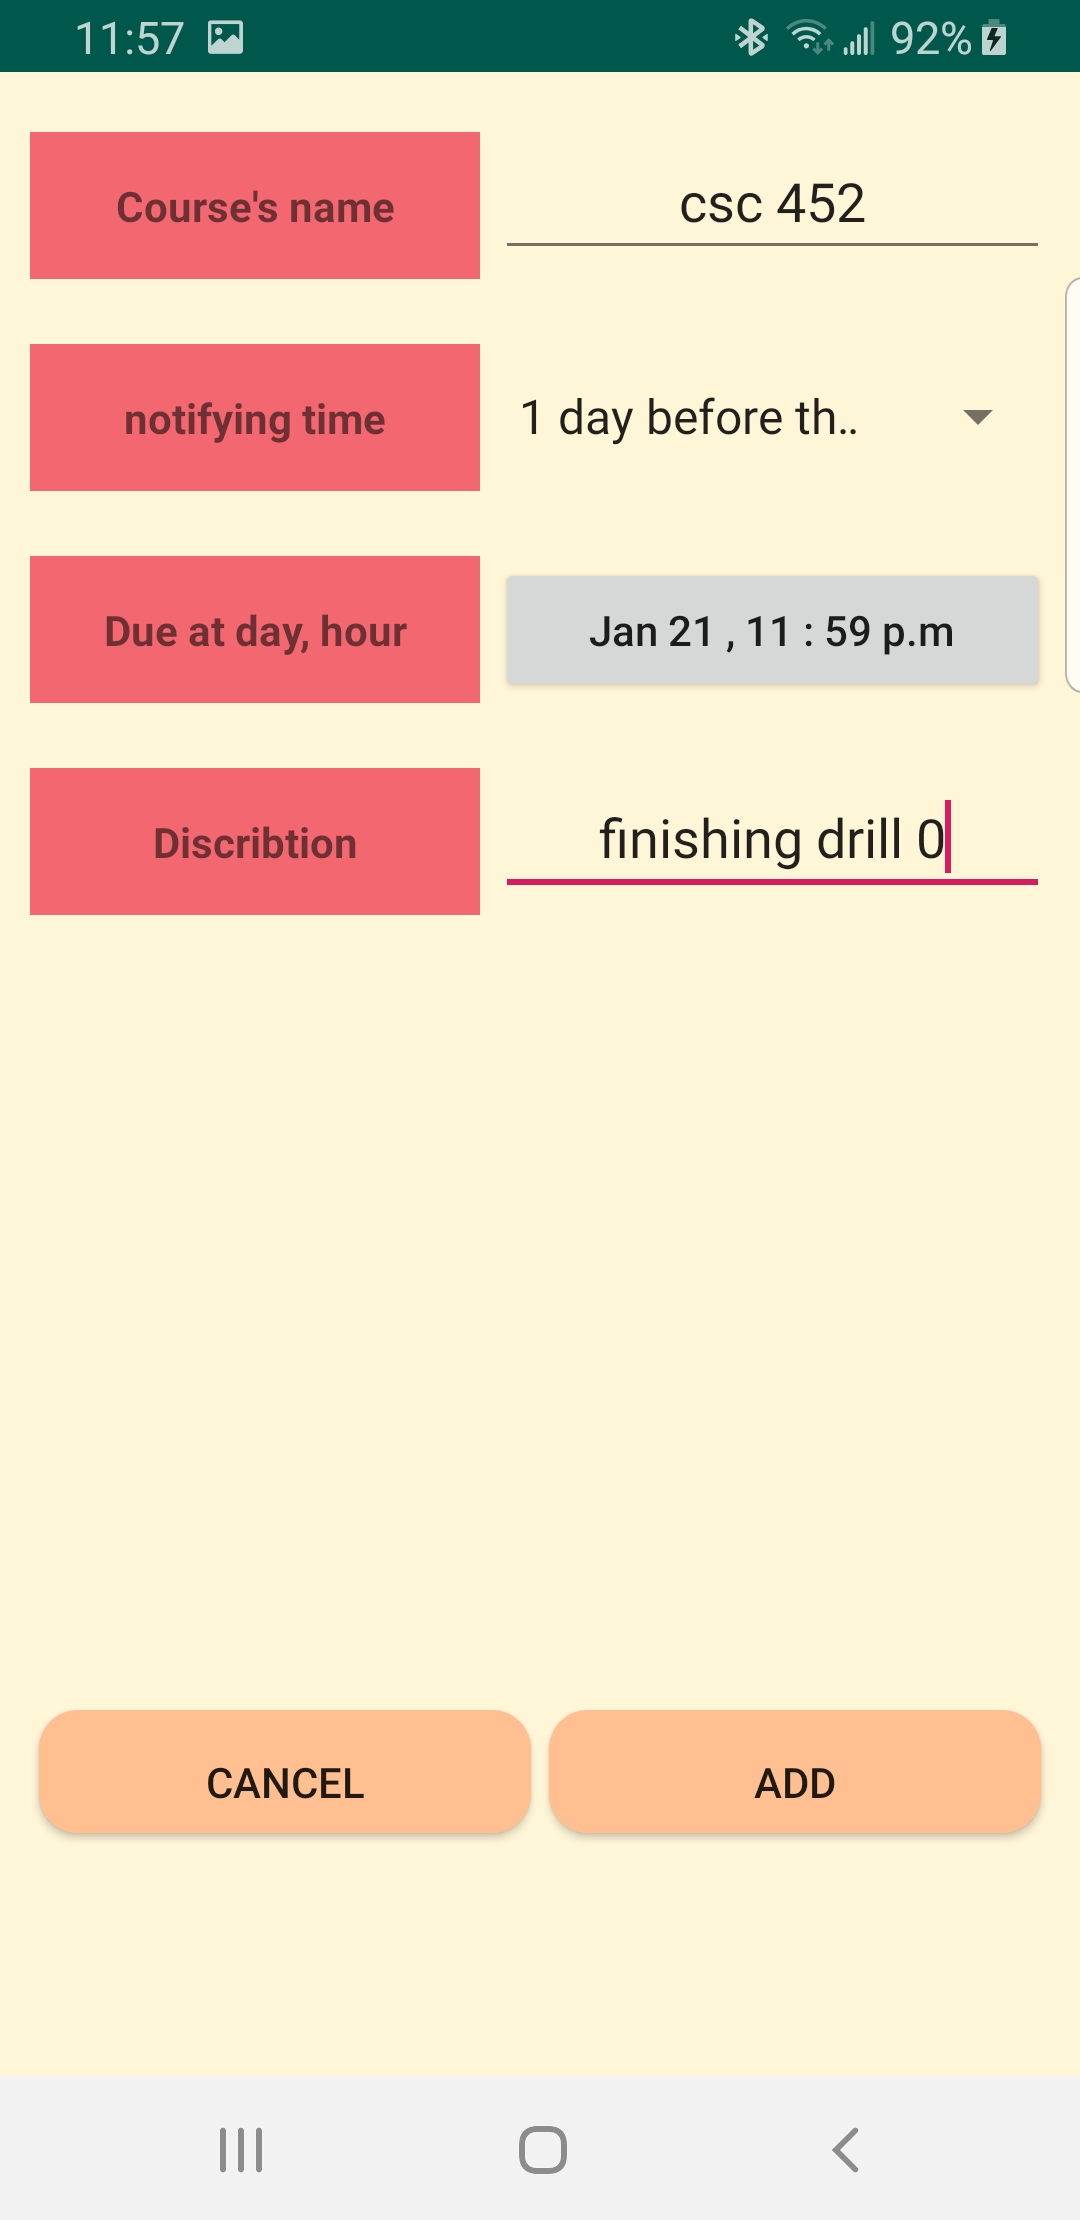 11:57 92%
Course's name csc 452
notifying time 1 day before th..
Due at day, hour Jan 21 , 11 : 59 p.m
Discribtion finishing drill 0
CANCEL ADD